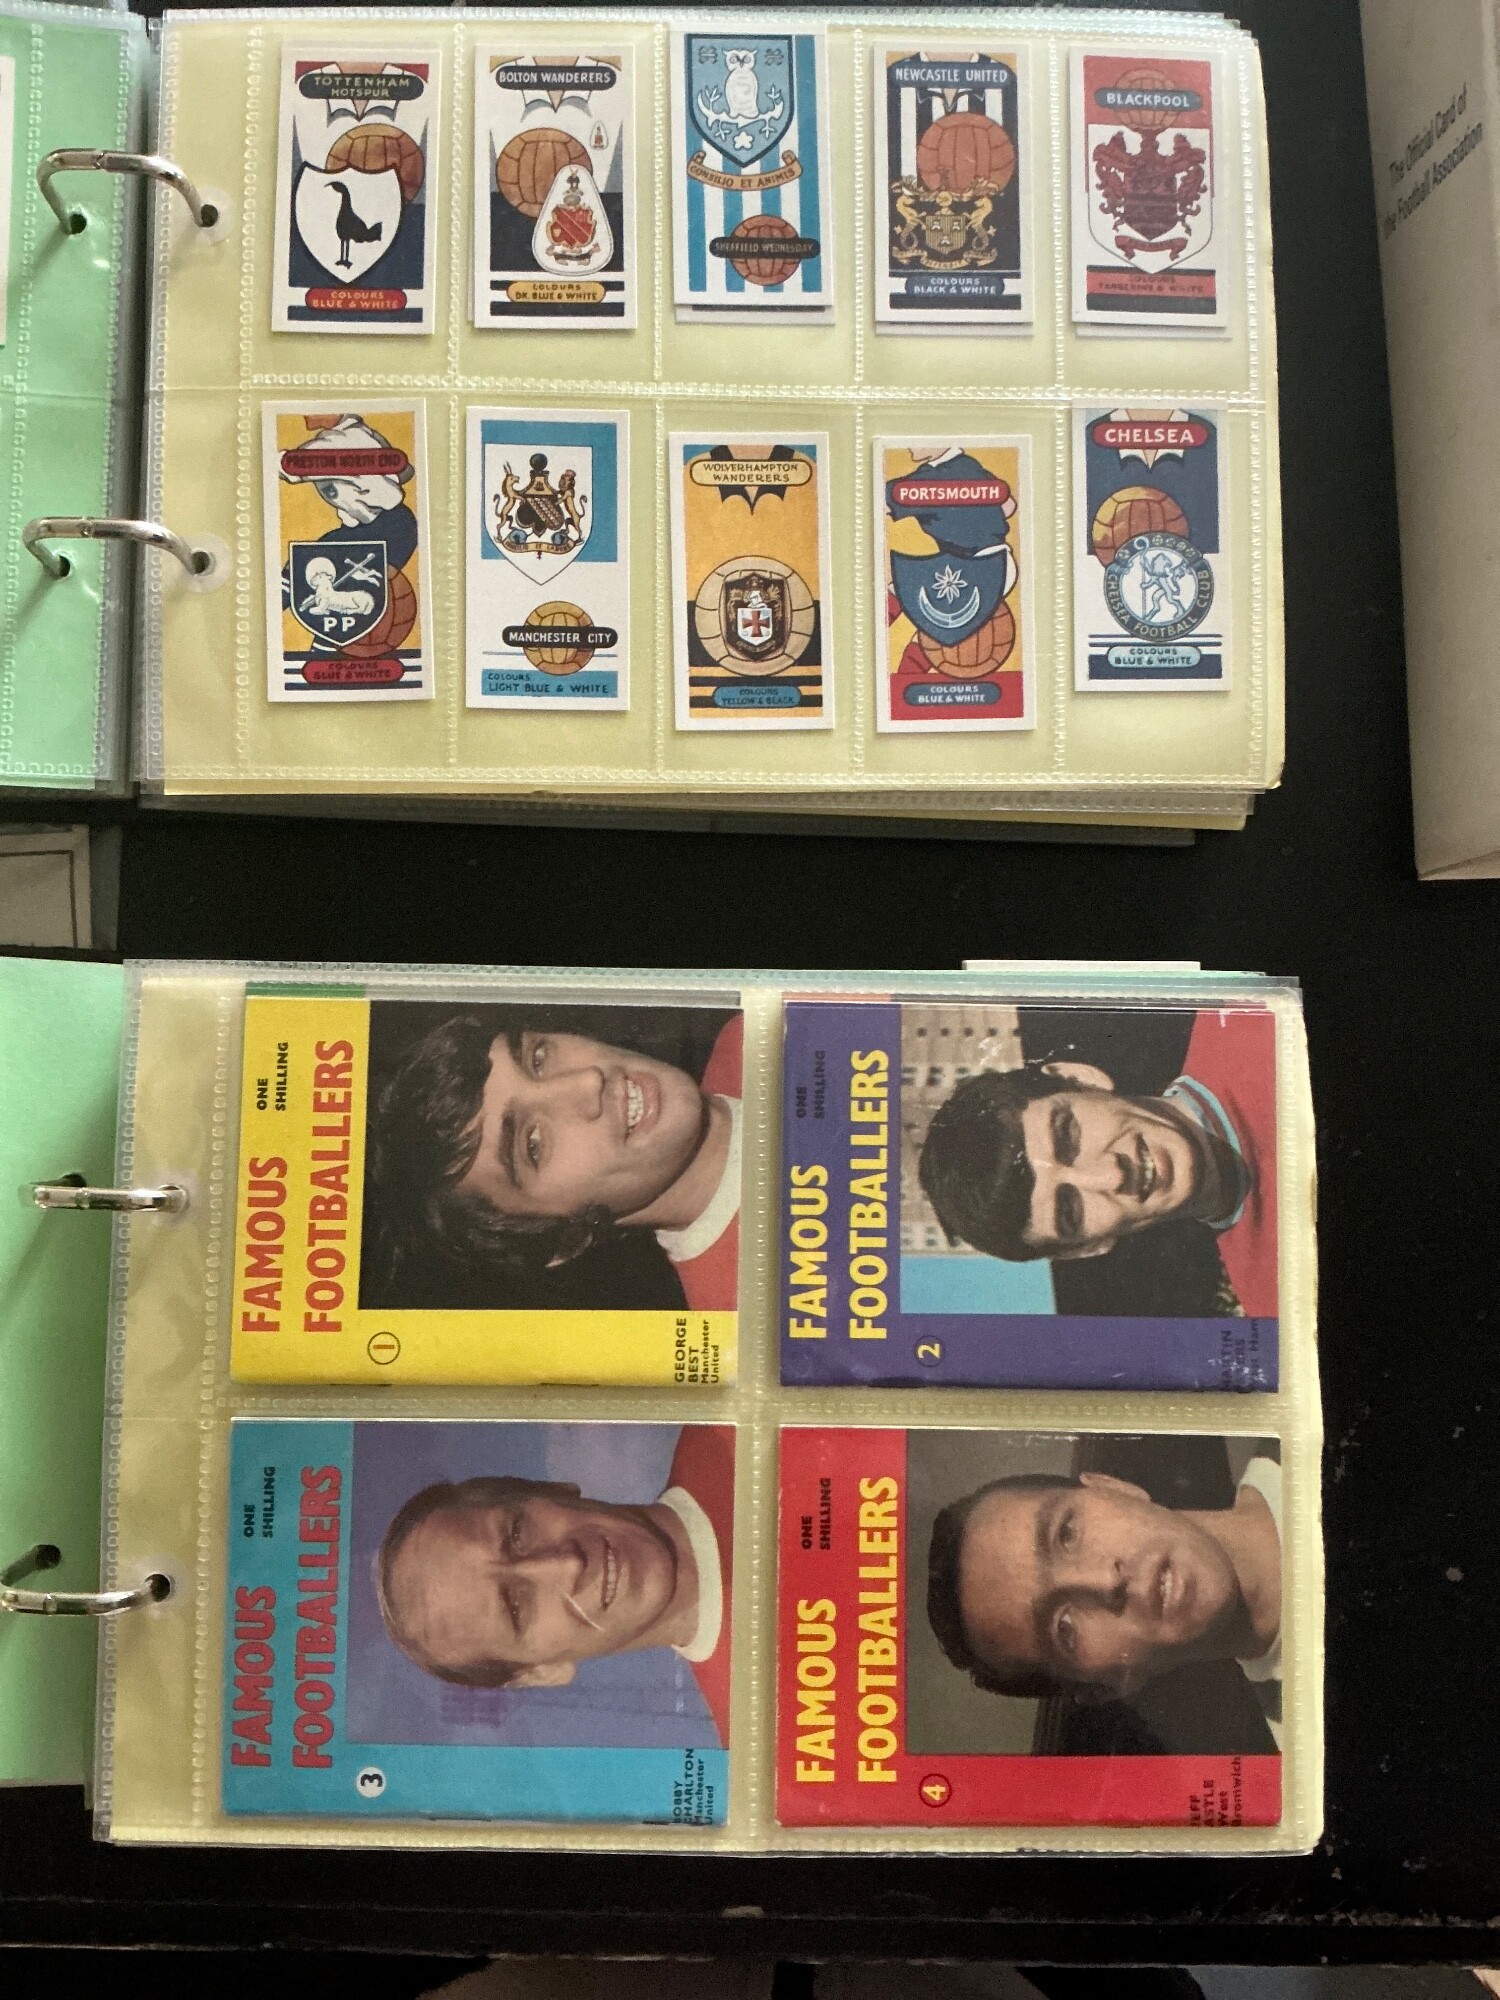 TOTTENHAM
HOTSPUR
COLOURS
BLUE & WHITE
BOLTON WANDERERS
COLOURS
DK. BLUE & WHITE
CONSILIO ET ANIMIS
SHEFFIELD WEDNESDAY
NEWCASTLE UNITED
COLOURS
BLACK & WHITE
BLACKPOOL
COLOURS
TANGERINE & WHITE
The Official Card of
the Football Association
PRESTON NORTH END
PP
COLOURS
BLUE & WHITE
MANCHESTER CITY
COLOURS
LIGHT BLUE & WHITE
WOLVERHAMPTON
WANDERERS
COLOURS
YELLOW & BLACK
PORTSMOUTH
COLOURS
BLUE & WHITE
CHELSEA
CHELSEA FOOTBALL CLUB
COLOURS
BLUE & WHITE
ONE
SHILLING
FAMOUS
FOOTBALLERS
1
GEORGE
BEST
Manchester
United
ONE
SHILLING
FAMOUS
FOOTBALLERS
2
Ham
ONE
SHILLING
FAMOUS
FOOTBALLERS
3
BOBBY
CHARLTON
Manchester
United
ONE
SHILLING
FAMOUS
FOOTBALLERS
4
JEFF
ASTLE
West
Bromwich